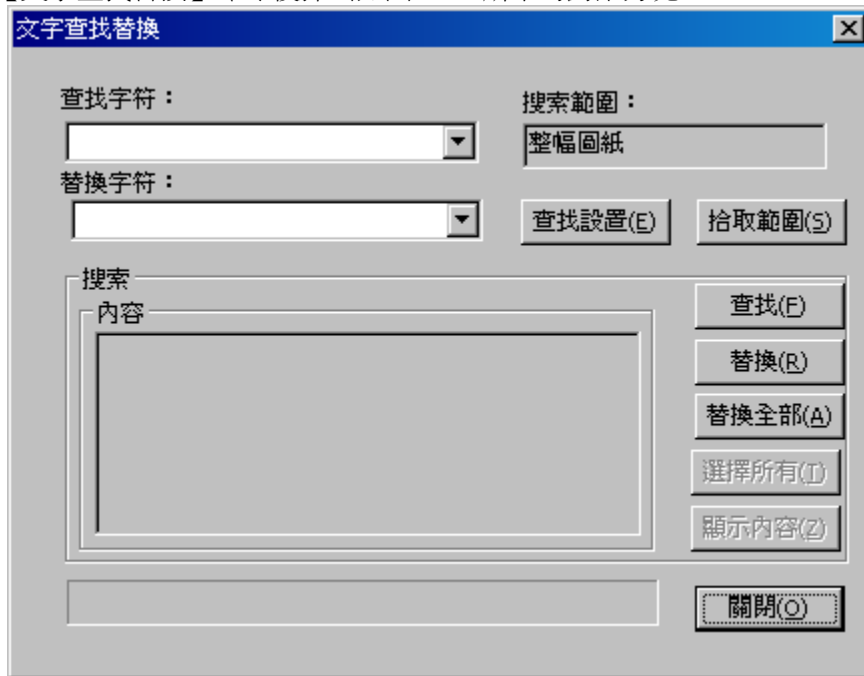 文字查找替換
查找字符：
搜索範圍：
整幅圖紙
替換字符：
查找設置(E)
拾取範圍(S)
搜索
內容
查找(F)
替換(R)
替換全部(A)
選擇所有(T)
顯示內容(Z)
關閉(O)